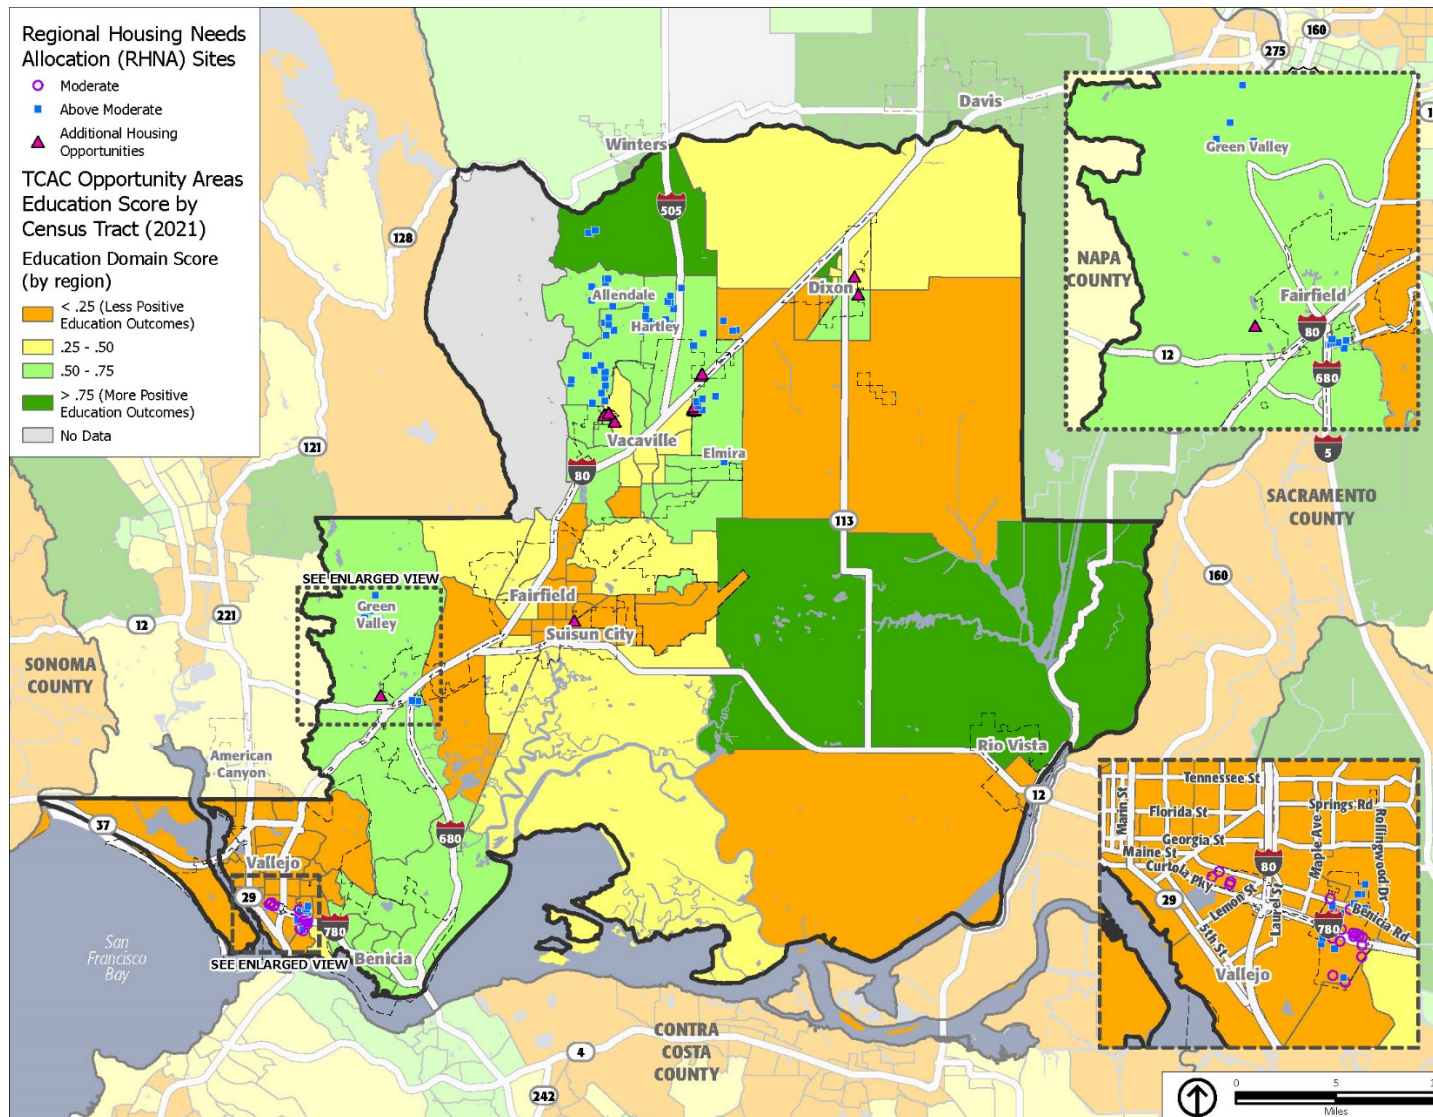 Regional Housing Needs
Allocation (RHNA) Sites
Moderate
Above Moderate
Additional Housing
Opportunities
TCAC Opportunity Areas
Education Score by
Census Tract (2021)
Education Domain Score
(by region)
< .25 (Less Positive
Education Outcomes)
.25 - .50
.50 - .75
> .75 (More Positive
Education Outcomes)
No Data
160
275
Davis
Winters
505
128
Allendale
Hartley
Dixon
121
Vacaville
Elmira
80
113
SEE ENLARGED VIEW
Green
Valley
Fairfield
Suisun City
221
12
SONOMA
COUNTY
American
Canyon
Rio Vista
12
37
680
Vallejo
29
780
San
Francisco
Bay
SEE ENLARGED VIEW
Benicia
CONTRA
COSTA
COUNTY
4
242
Green Valley
NAPA
COUNTY
Fairfield
80
12
680
5
SACRAMENTO
COUNTY
160
Tennessee St
Marin St
Florida St
Springs Rd
Georgia St
Maple Ave
Rollingwood Dr
Maine St
Curtola Pky
80
29
Lemon St
Laurel St
5th St
Benicia Rd
780
Vallejo
0
5
Miles